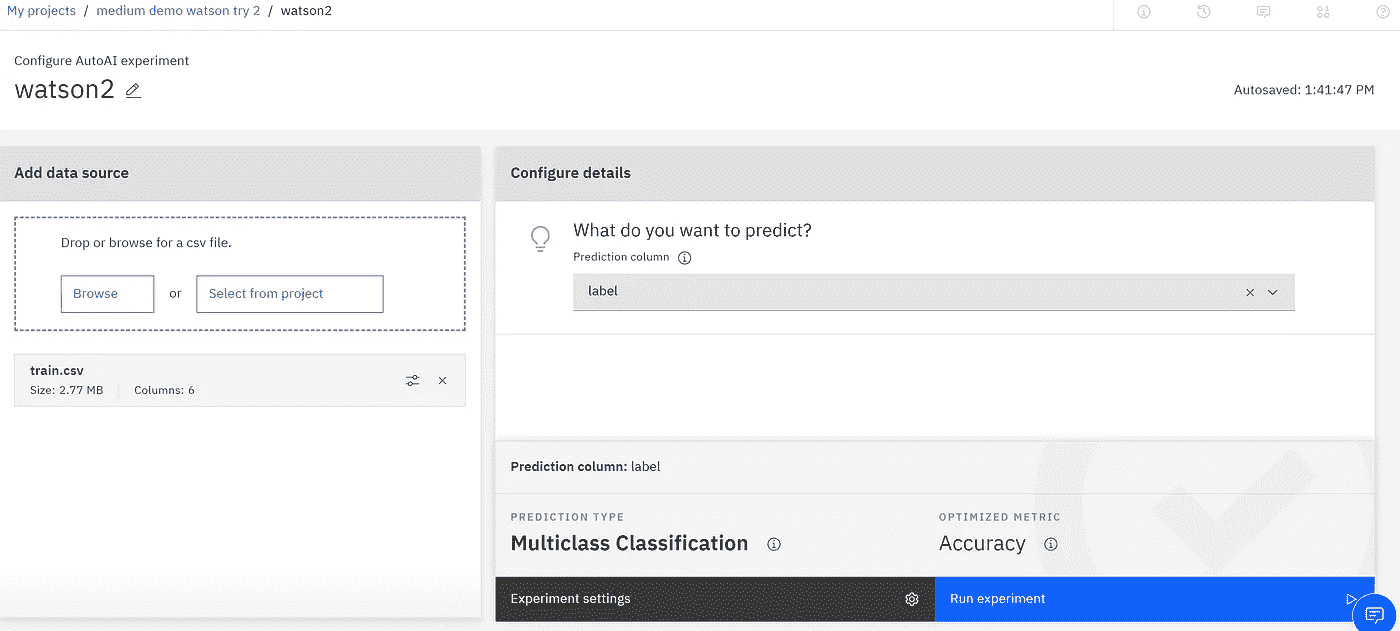 My projects / medium demo watson try 2 / watson2
Configure AutoAI experiment
watson2
Autosaved: 1:41:47 PM
Add data source
Drop or browse for a csv file.
Browse or Select from project
train.csv
Size: 2.77 MB Columns: 6
Configure details
What do you want to predict?
Prediction column
label
Prediction column: label
PREDICTION TYPE
Multiclass Classification
OPTIMIZED METRIC
Accuracy
Experiment settings
Run experiment